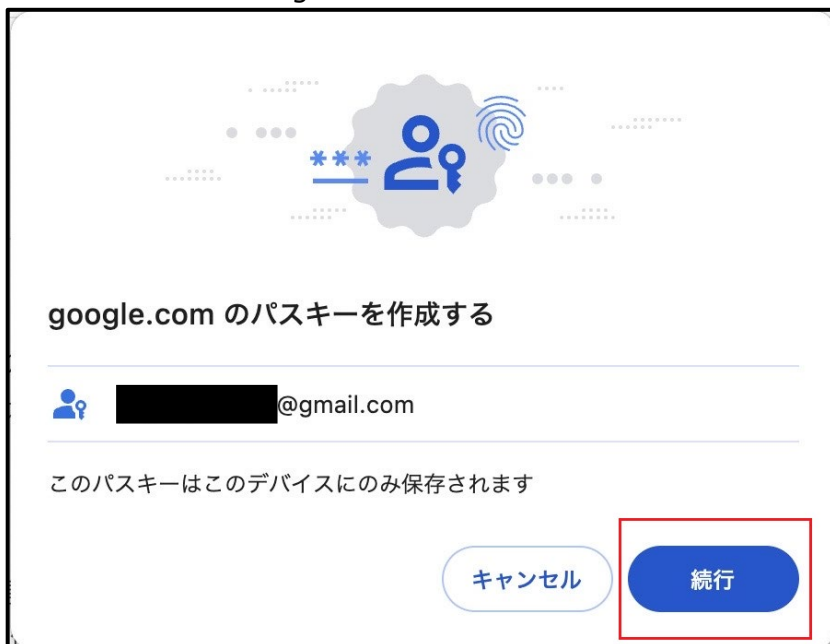 ***
google.com のパスキーを作成する
@gmail.com
このパスキーはこのデバイスにのみ保存されます
キャンセル
続行